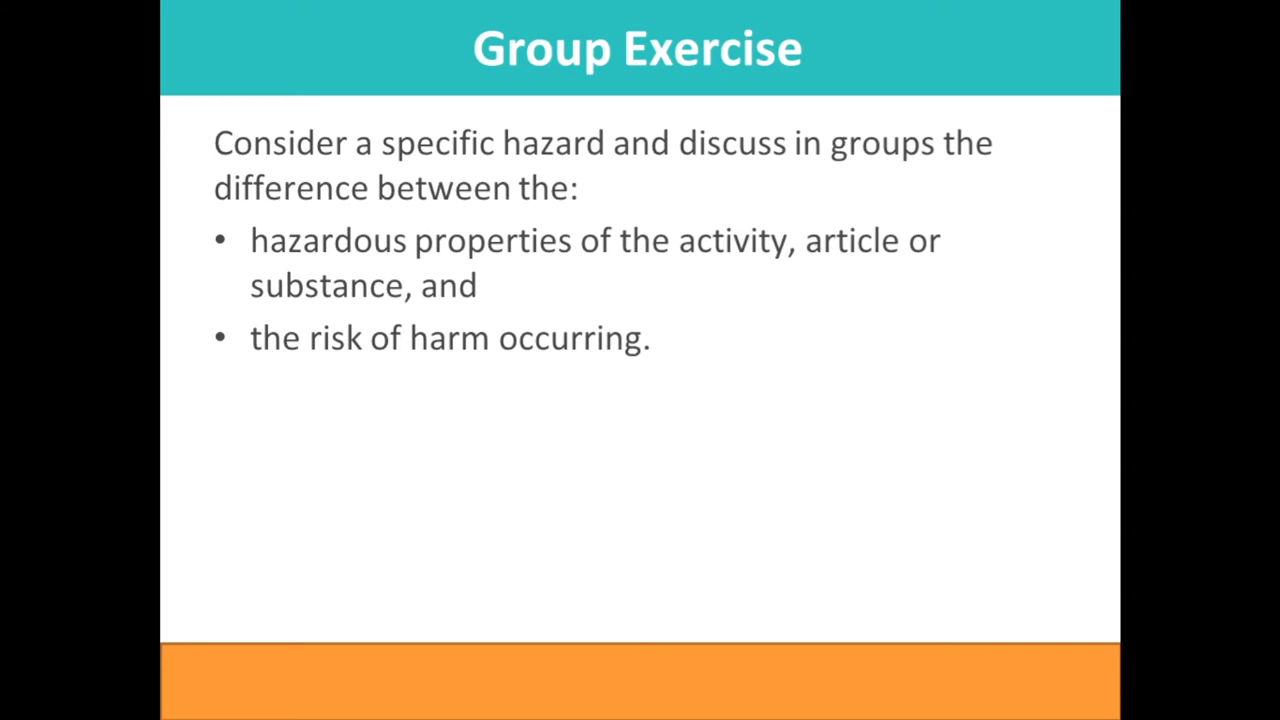 Group Exercise
Consider a specific hazard and discuss in groups the
difference between the:
• hazardous properties of the activity, article or
substance, and
• the risk of harm occurring.